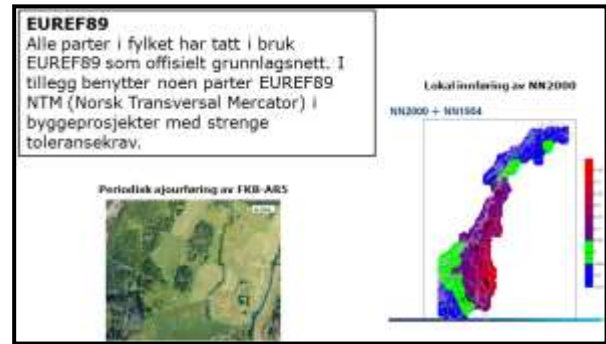 EUREF89
Alle parter i fylket har tatt i bruk
EUREF89 som offisielt grunnlagsnett. I
tillegg benytter noen parter EUREF89
NTM (Norsk Transversal Mercator) i
byggeprosjekter med strenge
toleransekrav.
Lokal innføring av NN2000
NN2000 ÷ NN1954
Periodisk ajourføring av FKB-AR5